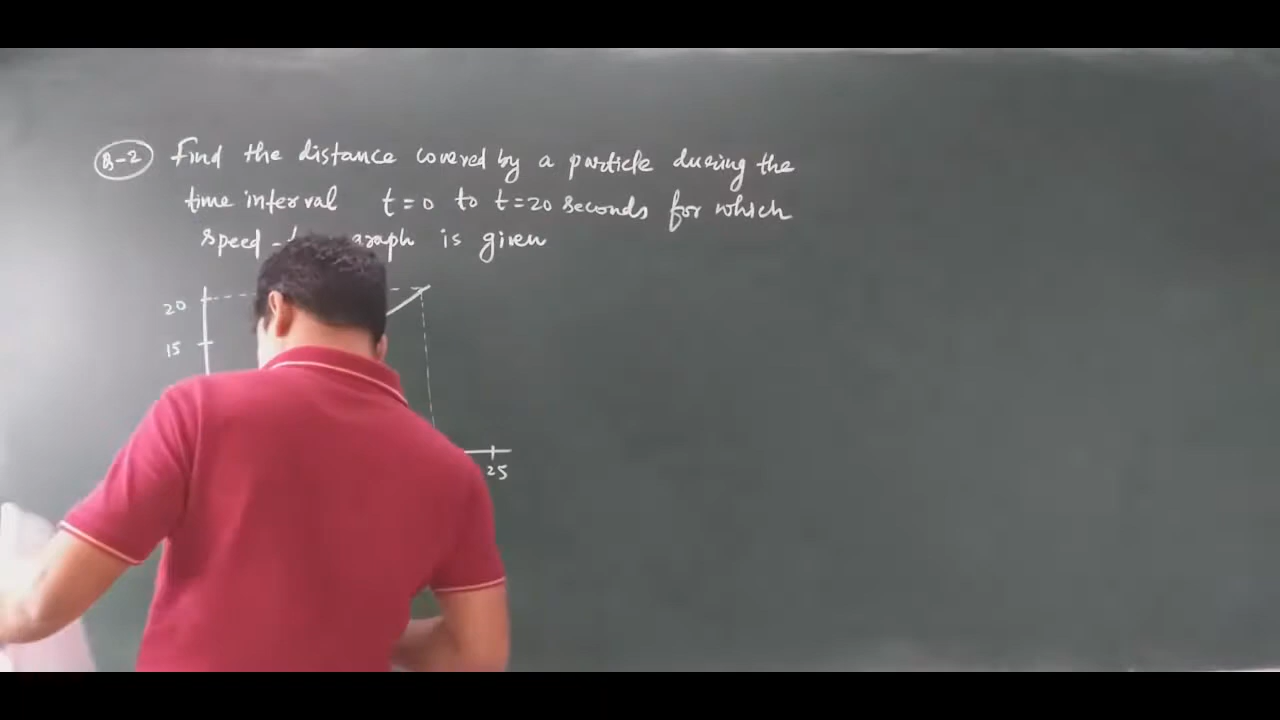 B-2 Find the distance covered by a particle during the
time interval t=0 to t=20 seconds for which
speed - graph is given
20
15
25